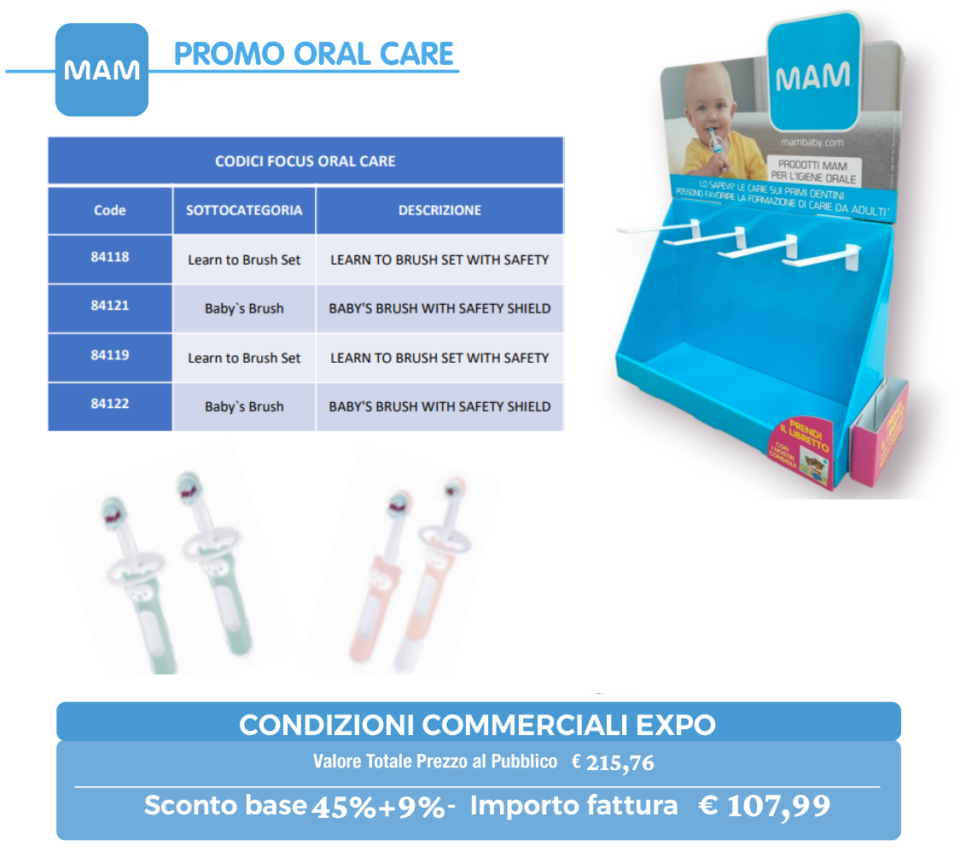 MAM
PROMO ORAL CARE
CODICI FOCUS ORAL CARE
Code SOTTOCATEGORIA DESCRIZIONE
84118 Learn to Brush Set LEARN TO BRUSH SET WITH SAFETY
84121 Baby`s Brush BABY'S BRUSH WITH SAFETY SHIELD
84119 Learn to Brush Set LEARN TO BRUSH SET WITH SAFETY
84122 Baby`s Brush BABY'S BRUSH WITH SAFETY SHIELD
MAM
mambaby.com
PRODOTTI MAM
PER L'IGIENE ORALE
LO SAPEVI? LE CARIE SUI PRIMI DENTINI
POSSONO FAVORIRE LA FORMAZIONE DI CARIE DA ADULTI*
PRENDI
IL LIBRETTO
CON
I NOSTRI
CONSIGLI!
CONDIZIONI COMMERCIALI EXPO
Valore Totale Prezzo al Pubblico € 215,76
Sconto base 45%+9%- Importo fattura € 107,99